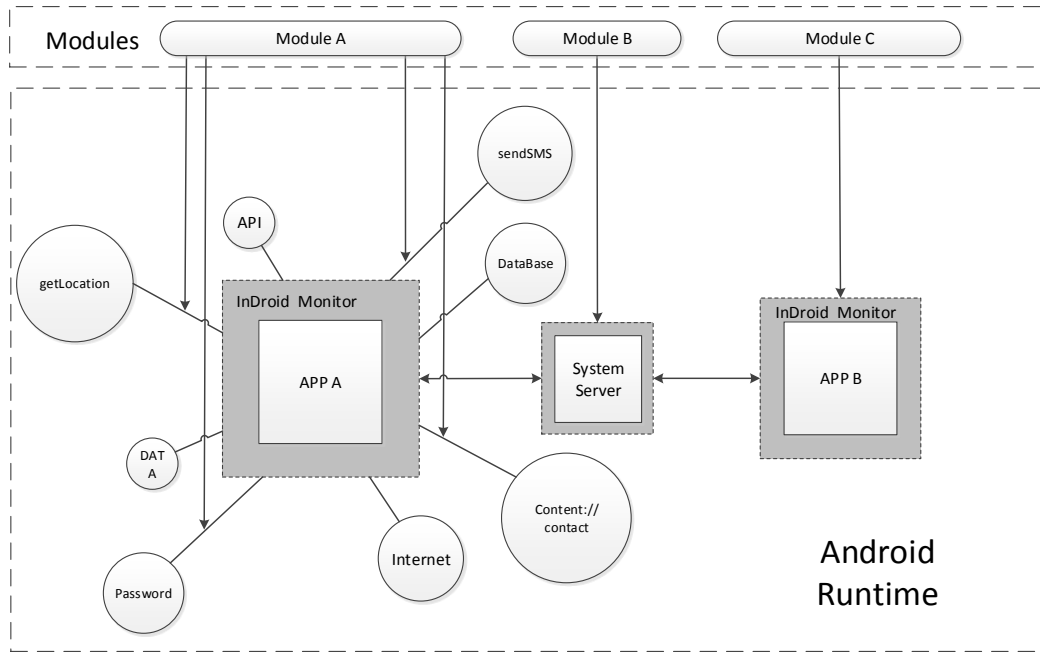 Modules
Module A
Module B
Module C
sendSMS
API
DataBase
getLocation
InDroid Monitor
InDroid Monitor
APP A
System
Server
APP B
DAT
A
Content://
contact
Internet
Password
Android
Runtime